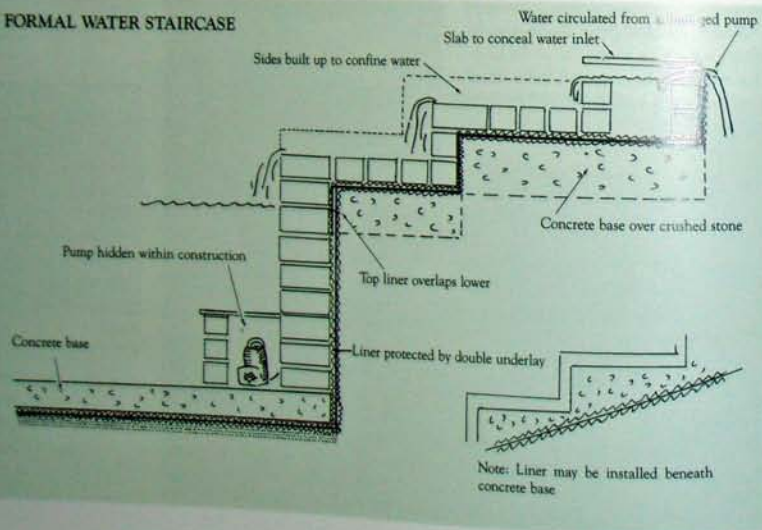 FORMAL WATER STAIRCASE
Water circulated from pump
Slab to conceal water inlet
Sides built up to confine water
Concrete base over crushed stone
Pump hidden within construction
Top liner overlaps lower
Concrete base
Liner protected by double underlay
Note: Liner may be installed beneath
concrete base